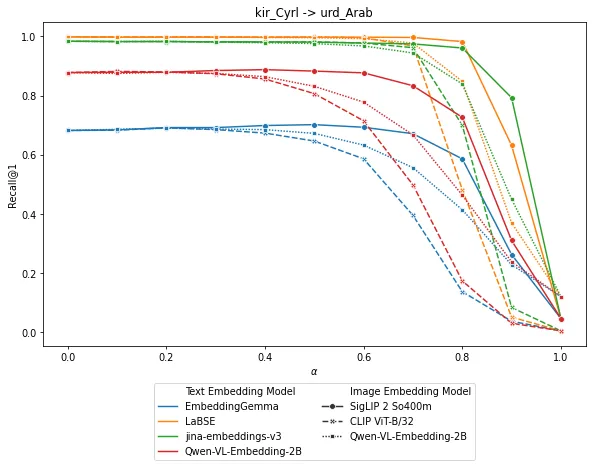 kir_Cyrl -> urd_Arab
Recall@1
1.0
0.8
0.6
0.4
0.2
0.0
0.0 0.2 0.4 0.6 0.8 1.0
α
Text Embedding Model
EmbeddingGemma
LaBSE
jina-embeddings-v3
Qwen-VL-Embedding-2B
Image Embedding Model
SigLIP 2 So400m
CLIP ViT-B/32
Qwen-VL-Embedding-2B